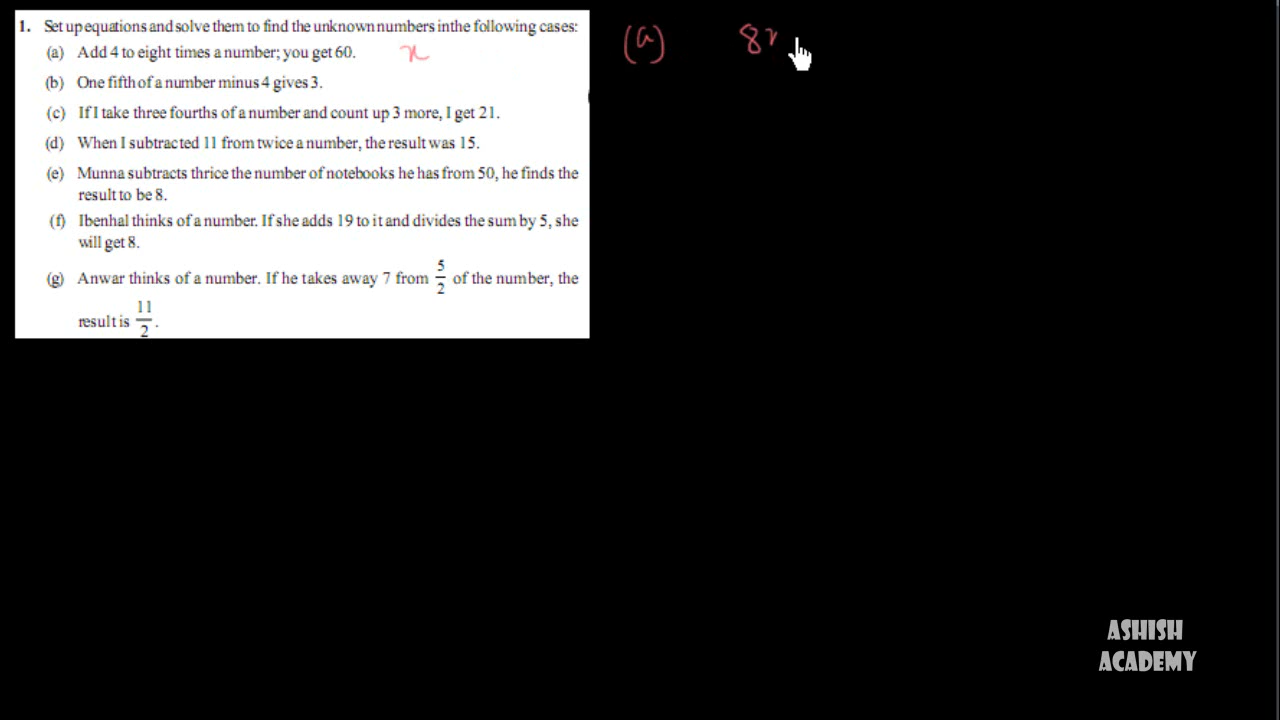 1. Set up equations and solve them to find the unknown numbers inthe following cases:
(a) Add 4 to eight times a number; you get 60. x
(b) One fifth of a number minus 4 gives 3.
(c) If I take three fourths of a number and count up 3 more, I get 21.
(d) When I subtracted 11 from twice a number, the result was 15.
(e) Munna subtracts thrice the number of notebooks he has from 50, he finds the
result to be 8.
(f) Ibenhal thinks of a number. If she adds 19 to it and divides the sum by 5, she
will get 8.
(g) Anwar thinks of a number. If he takes away 7 from 5/2 of the number, the
result is 11/2.
(a) 8
ASHISH
ACADEMY